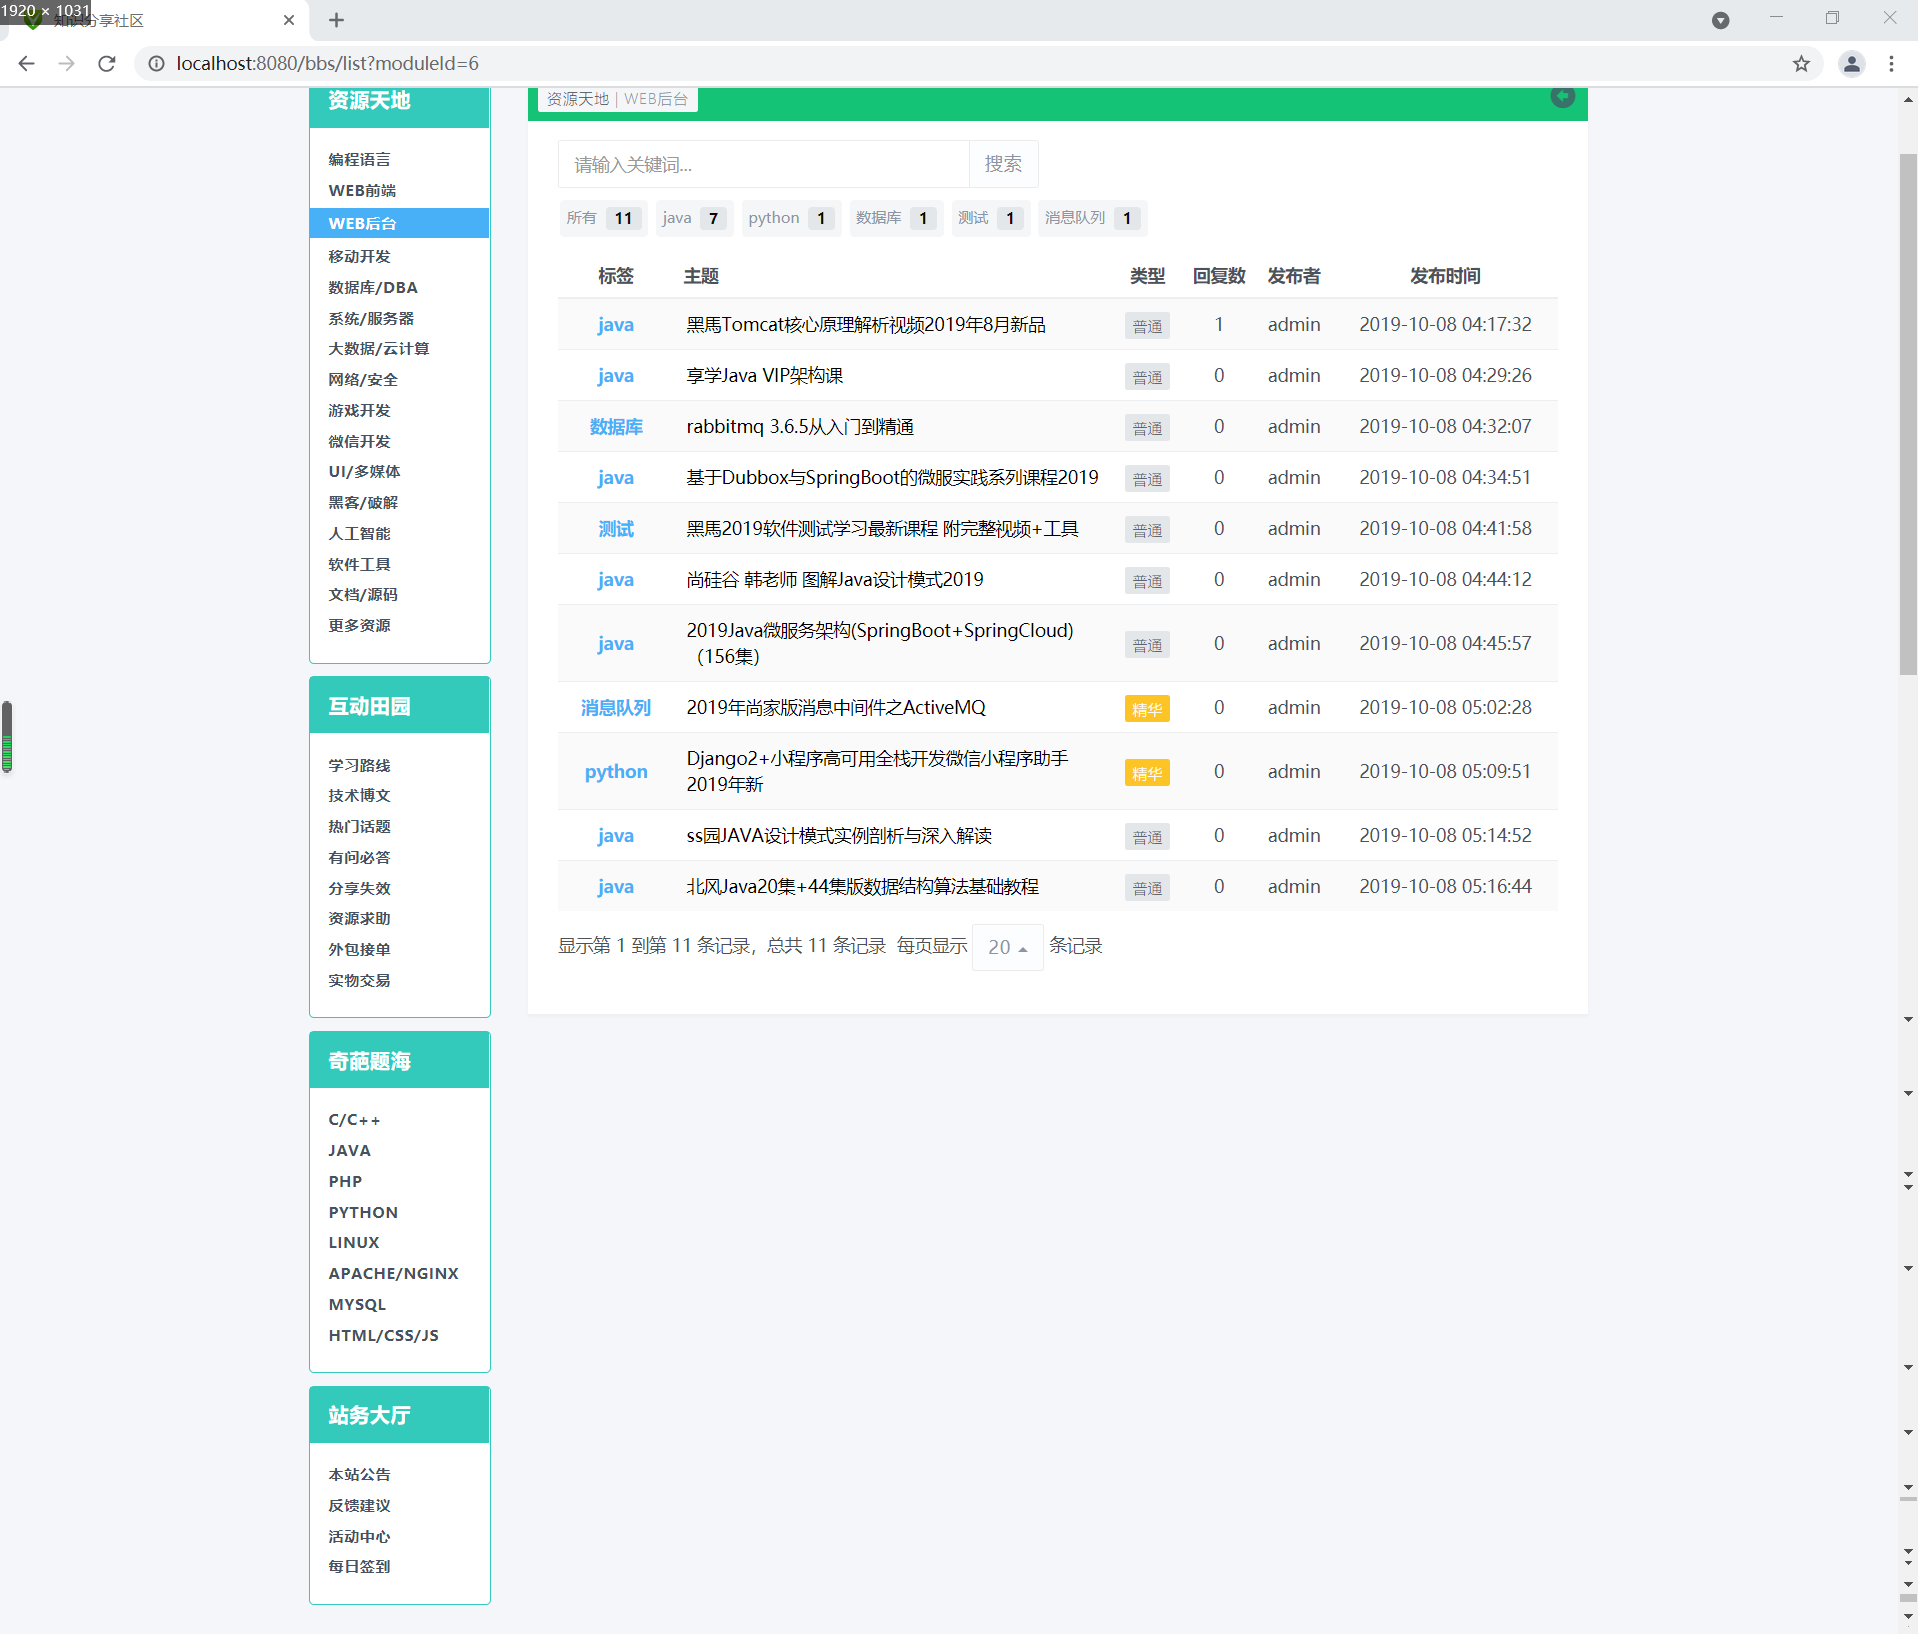 1920 × 1031
知识分享社区
localhost:8080/bbs/list?moduleId=6
资源天地
编程语言
WEB前端
WEB后台
移动开发
数据库/DBA
系统/服务器
大数据/云计算
网络/安全
游戏开发
微信开发
UI/多媒体
黑客/破解
人工智能
软件工具
文档/源码
更多资源
互动田园
学习路线
技术博文
热门话题
有问必答
分享失效
资源求助
外包接单
实物交易
奇葩题海
C/C++
JAVA
PHP
PYTHON
LINUX
APACHE/NGINX
MYSQL
HTML/CSS/JS
站务大厅
本站公告
反馈建议
活动中心
每日签到
资源天地 | WEB后台
请输入关键词... 搜索
所有 11 java 7 python 1 数据库 1 测试 1 消息队列 1
标签 主题 类型 回复数 发布者 发布时间
java 黑馬Tomcat核心原理解析视频2019年8月新品 普通 1 admin 2019-10-08 04:17:32
java 享学Java VIP架构课 普通 0 admin 2019-10-08 04:29:26
数据库 rabbitmq 3.6.5从入门到精通 普通 0 admin 2019-10-08 04:32:07
java 基于Dubbox与SpringBoot的微服实践系列课程2019 普通 0 admin 2019-10-08 04:34:51
测试 黑馬2019软件测试学习最新课程 附完整视频+工具 普通 0 admin 2019-10-08 04:41:58
java 尚硅谷 韩老师 图解Java设计模式2019 普通 0 admin 2019-10-08 04:44:12
java 2019Java微服务架构(SpringBoot+SpringCloud) 普通 0 admin 2019-10-08 04:45:57
（156集）
消息队列 2019年尚家版消息中间件之ActiveMQ 精华 0 admin 2019-10-08 05:02:28
python Django2+小程序高可用全栈开发微信小程序助手 精华 0 admin 2019-10-08 05:09:51
2019年新
java ss园JAVA设计模式实例剖析与深入解读 普通 0 admin 2019-10-08 05:14:52
java 北风Java20集+44集版数据结构算法基础教程 普通 0 admin 2019-10-08 05:16:44
显示第 1 到第 11 条记录，总共 11 条记录 每页显示 20 条记录